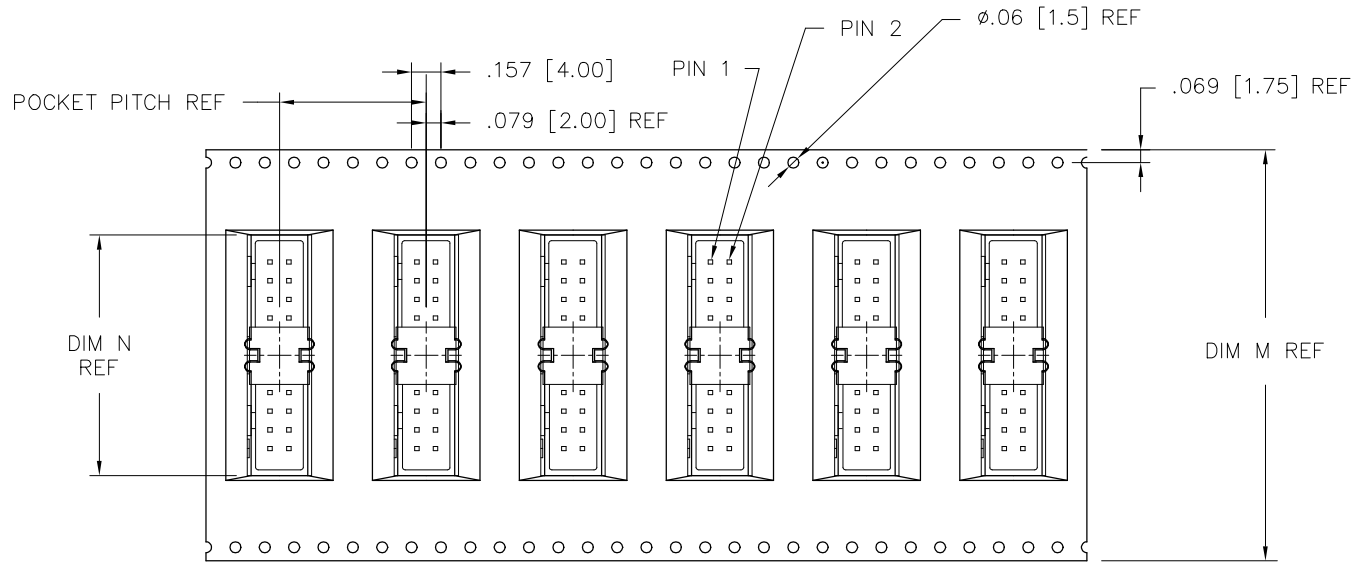 ø.06 [1.5] REF
PIN 2
.157 [4.00]
PIN 1
.069 [1.75] REF
POCKET PITCH REF
.079 [2.00] REF
DIM N
REF
DIM M REF